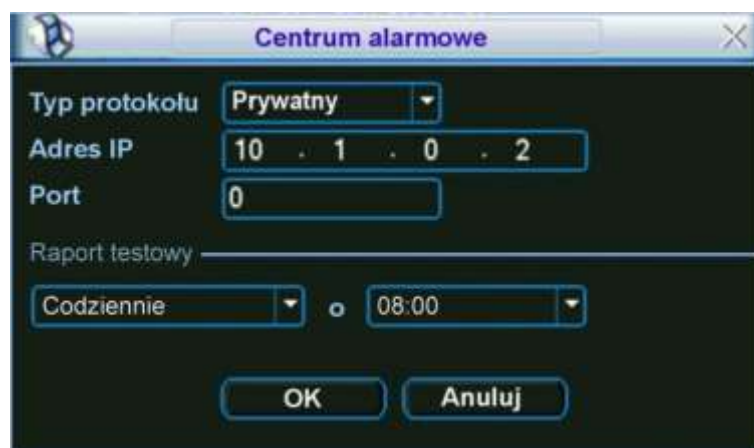 Centrum alarmowe
Typ protokołu Prywatny
Adres IP 10 . 1 . 0 . 2
Port 0
Raport testowy
Codziennie o 08:00
OK Anuluj